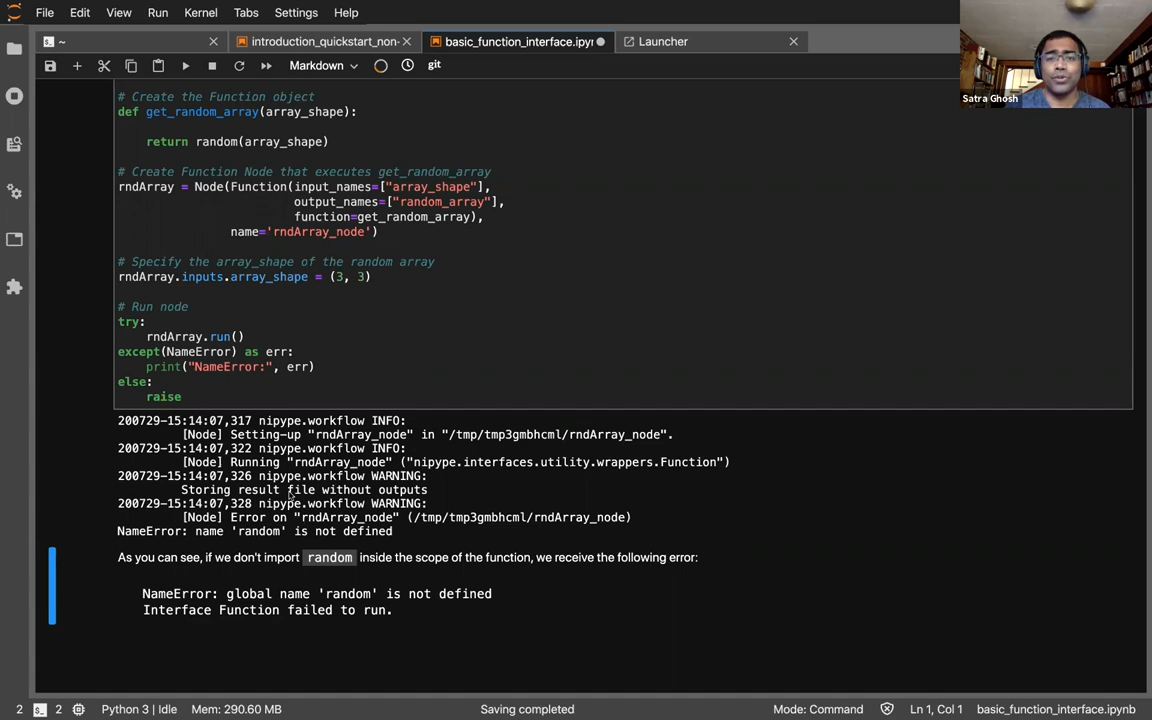 File Edit View Run Kernel Tabs Settings Help
~
introduction_quickstart_non-
basic_function_interface.ipynb
Launcher
Markdown
git
Satra Ghosh
# Create the Function object
def get_random_array(array_shape):
return random(array_shape)
# Create Function Node that executes get_random_array
rndArray = Node(Function(input_names=["array_shape"],
output_names=["random_array"],
function=get_random_array),
name='rndArray_node')
# Specify the array_shape of the random array
rndArray.inputs.array_shape = (3, 3)
# Run node
try:
rndArray.run()
except(NameError) as err:
print("NameError:", err)
else:
raise
200729-15:14:07,317 nipype.workflow INFO:
[Node] Setting-up "rndArray_node" in "/tmp/tmp3gmbhcml/rndArray_node".
200729-15:14:07,322 nipype.workflow INFO:
[Node] Running "rndArray_node" ("nipype.interfaces.utility.wrappers.Function")
200729-15:14:07,326 nipype.workflow WARNING:
Storing result file without outputs
200729-15:14:07,328 nipype.workflow WARNING:
[Node] Error on "rndArray_node" (/tmp/tmp3gmbhcml/rndArray_node)
NameError: name 'random' is not defined
As you can see, if we don't import random inside the scope of the function, we receive the following error:
NameError: global name 'random' is not defined
Interface Function failed to run.
2 2 Python 3 | Idle Mem: 290.60 MB Saving completed Mode: Command Ln 1, Col 1 basic_function_interface.ipynb